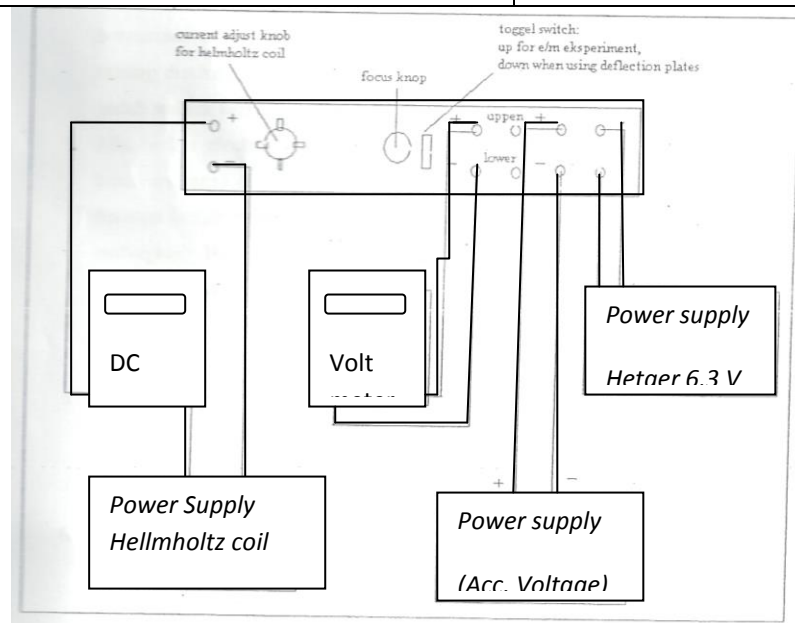 current adjust knob
for helmholtz coil
focus knop
toggel switch:
up for e/m eksperiment,
down when using deflection plates
+
+
uppen
+
-
-
lower
-
DC
Volt
Power supply
Hetaer 6.3 V
Power Supply
Hellmholtz coil
+
-
Power supply
(Acc. Voltage)